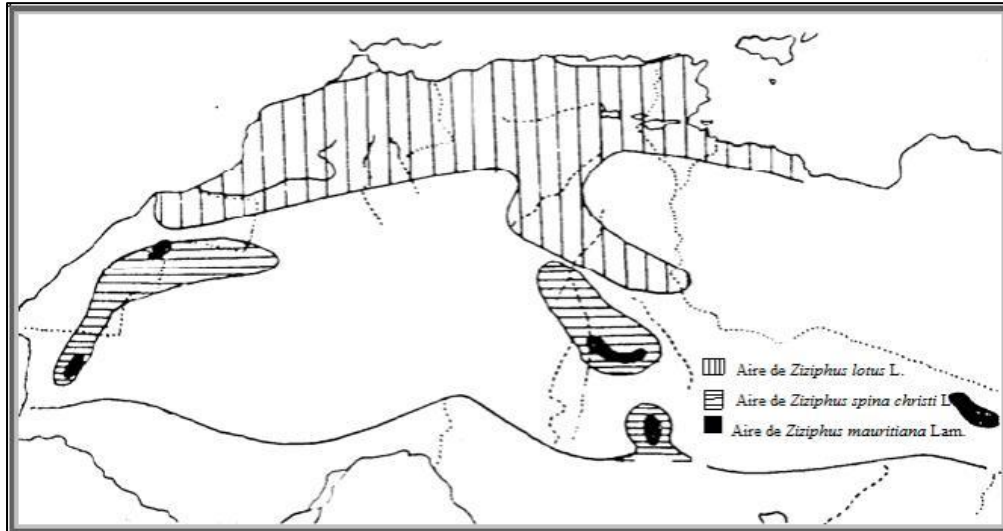 Aire de Ziziphus lotus L.
Aire de Ziziphus spina christi L
Aire de Ziziphus mauritiana Lam.